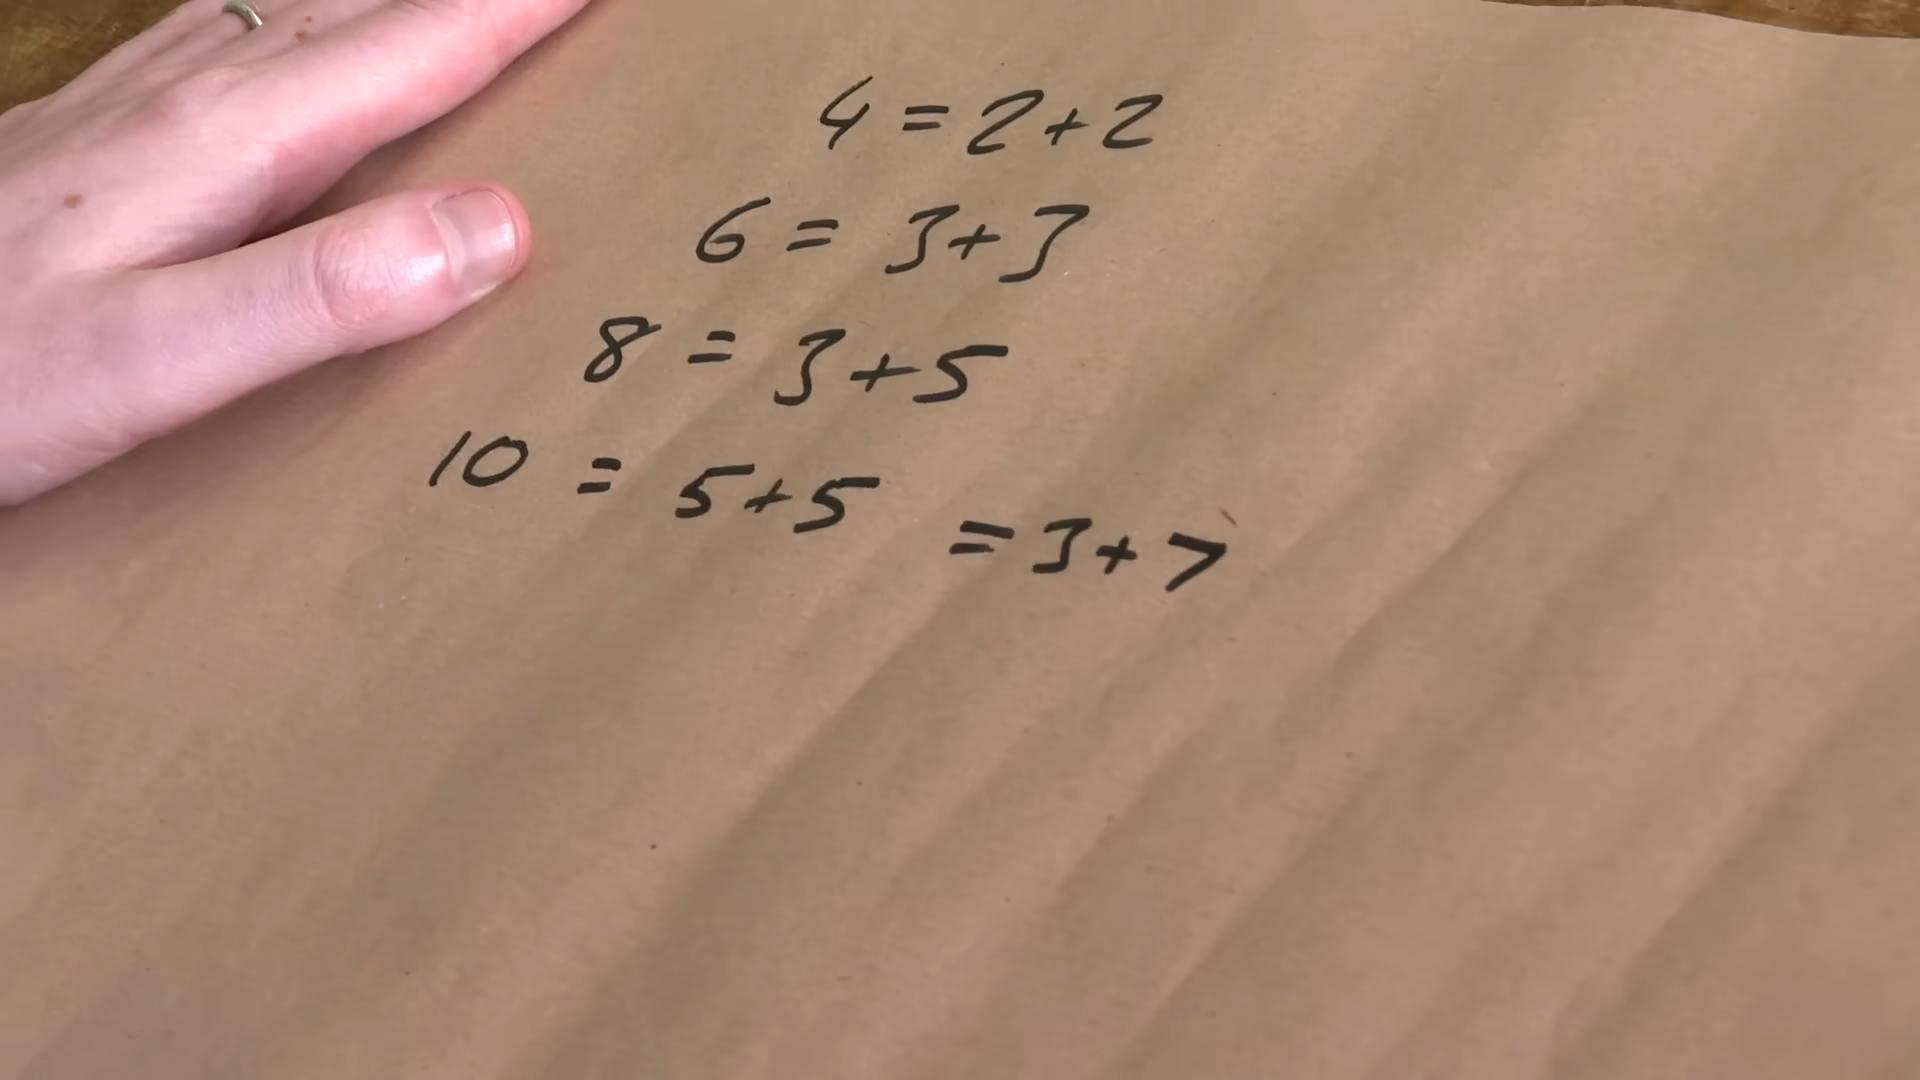 4 = 2+2
6 = 3+3
8 = 3+5
10 = 5+5 = 3+7